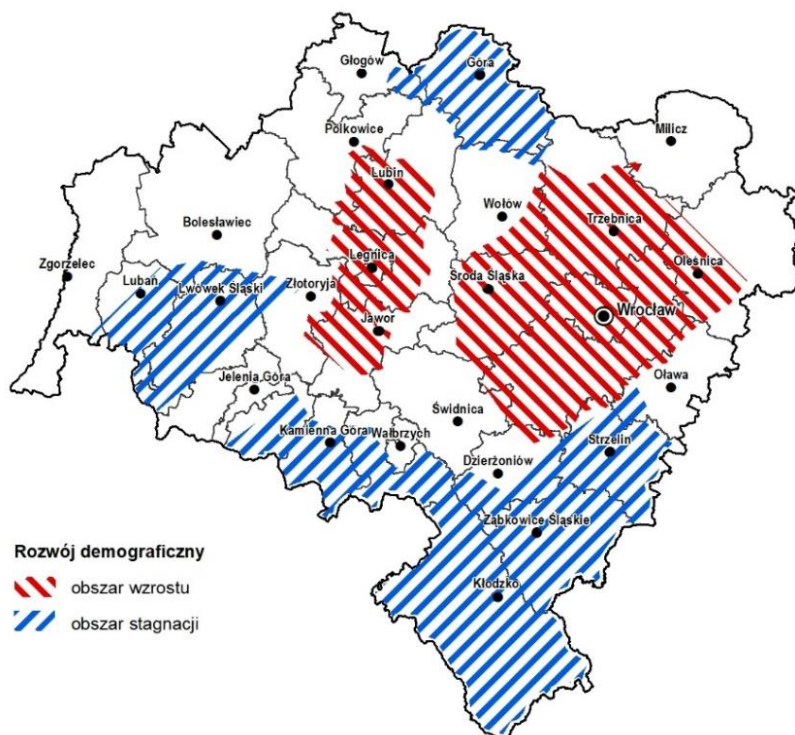 Głogów
Góra
Polkowice
Milicz
Lubin
Wołów
Bolesławiec
Trzebnica
Zgorzelec
Legnica
Oleśnica
Lubań
Lwówek Śląski
Złotoryja
Środa Śląska
Jawor
Wrocław
Jelenia Góra
Oława
Świdnica
Kamienna Góra
Wałbrzych
Strzelin
Dzierżoniów
Ząbkowice Śląskie
Rozwój demograficzny
obszar wzrostu
Kłodzko
obszar stagnacji